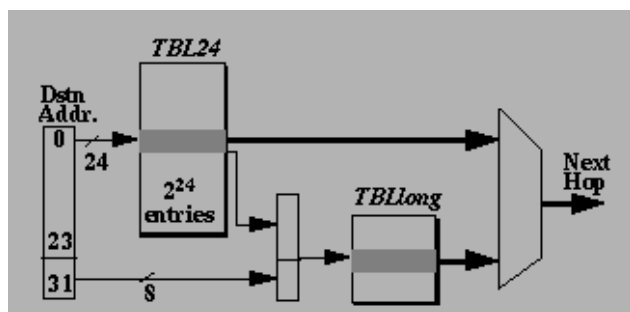 TBL24
Dstn
Addr.
0
24
2^24
entries
23
31
8
TBLlong
Next
Hop